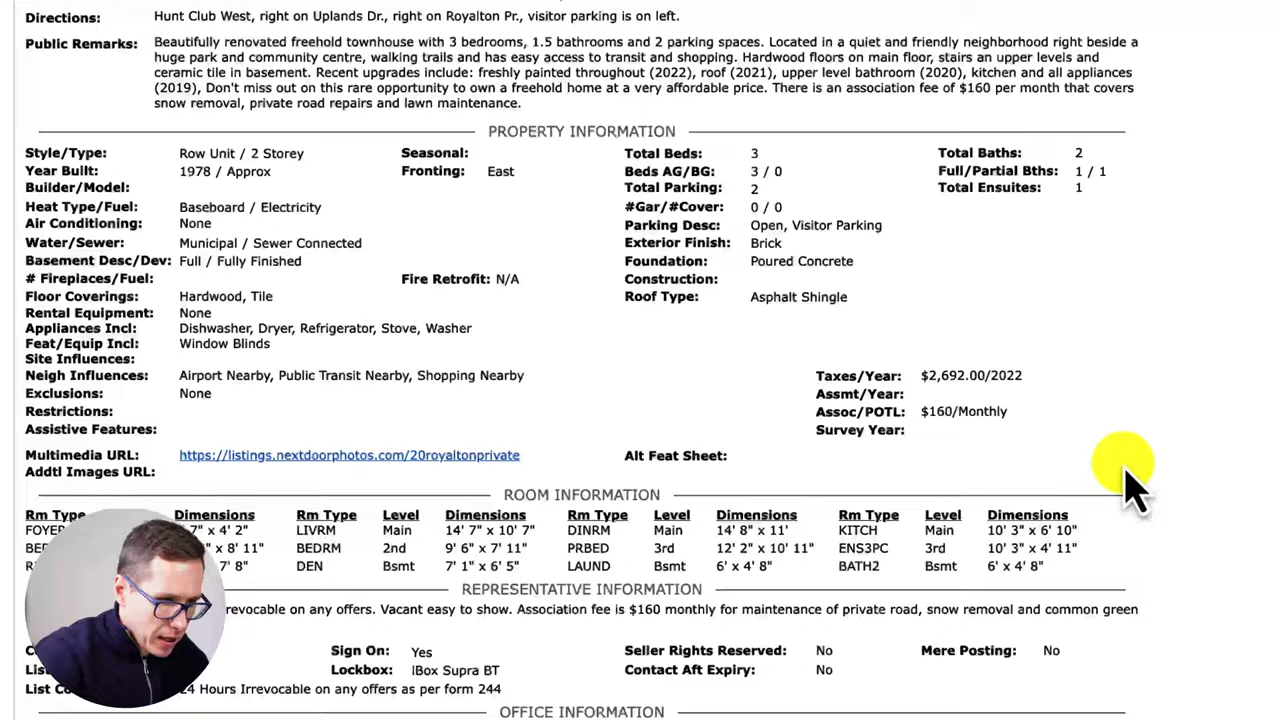 Directions: Hunt Club West, right on Uplands Dr., right on Royalton Pr., visitor parking is on left.
Public Remarks: Beautifully renovated freehold townhouse with 3 bedrooms, 1.5 bathrooms and 2 parking spaces. Located in a quiet and friendly neighborhood right beside a
huge park and community centre, walking trails and has easy access to transit and shopping. Hardwood floors on main floor, stairs an upper levels and
ceramic tile in basement. Recent upgrades include: freshly painted throughout (2022), roof (2021), upper level bathroom (2020), kitchen and all appliances
(2019), Don't miss out on this rare opportunity to own a freehold home at a very affordable price. There is an association fee of $160 per month that covers
snow removal, private road repairs and lawn maintenance.
PROPERTY INFORMATION
Style/Type: Row Unit / 2 Storey Seasonal: Total Beds: 3 Total Baths: 2
Year Built: 1978 / Approx Fronting: East Beds AG/BG: 3 / 0 Full/Partial Bths: 1 / 1
Builder/Model: Total Parking: 2 Total Ensuites: 1
Heat Type/Fuel: Baseboard / Electricity #Gar/#Cover: 0 / 0
Air Conditioning: None Parking Desc: Open, Visitor Parking
Water/Sewer: Municipal / Sewer Connected Exterior Finish: Brick
Basement Desc/Dev: Full / Fully Finished Foundation: Poured Concrete
# Fireplaces/Fuel: Fire Retrofit: N/A Construction:
Floor Coverings: Hardwood, Tile Roof Type: Asphalt Shingle
Rental Equipment: None
Appliances Incl: Dishwasher, Dryer, Refrigerator, Stove, Washer
Feat/Equip Incl: Window Blinds
Site Influences:
Neigh Influences: Airport Nearby, Public Transit Nearby, Shopping Nearby Taxes/Year: $2,692.00/2022
Exclusions: None Assmt/Year:
Restrictions: Assoc/POTL: $160/Monthly
Assistive Features: Survey Year:
Multimedia URL: https://listings.nextdoorphotos.com/20royaltonprivate Alt Feat Sheet:
Addtl Images URL:
ROOM INFORMATION
Rm Type Dimensions Rm Type Level Dimensions Rm Type Level Dimensions Rm Type Level Dimensions
FOYER 7" x 4' 2" LIVRM Main 14' 7" x 10' 7" DINRM Main 14' 8" x 11' KITCH Main 10' 3" x 6' 10"
x 8' 11" BEDRM 2nd 9' 6" x 7' 11" PRBED 3rd 12' 2" x 10' 11" ENS3PC 3rd 10' 3" x 4' 11"
7' 8" DEN Bsmt 7' 1" x 6' 5" LAUND Bsmt 6' x 4' 8" BATH2 Bsmt 6' x 4' 8"
REPRESENTATIVE INFORMATION
rrevocable on any offers. Vacant easy to show. Association fee is $160 monthly for maintenance of private road, snow removal and common green
Sign On: Yes Seller Rights Reserved: No Mere Posting: No
Lockbox: iBox Supra BT Contact Aft Expiry: No
List 24 Hours Irrevocable on any offers as per form 244
OFFICE INFORMATION